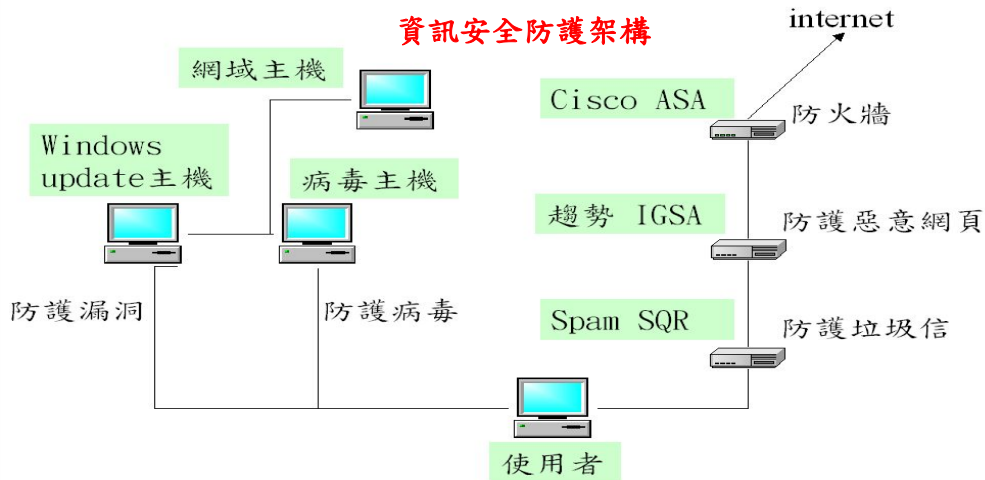 資訊安全防護架構
internet
網域主機
Cisco ASA
防火牆
Windows
update主機
病毒主機
趨勢 IGSA
防護惡意網頁
防護漏洞
防護病毒
Spam SQR
防護垃圾信
使用者